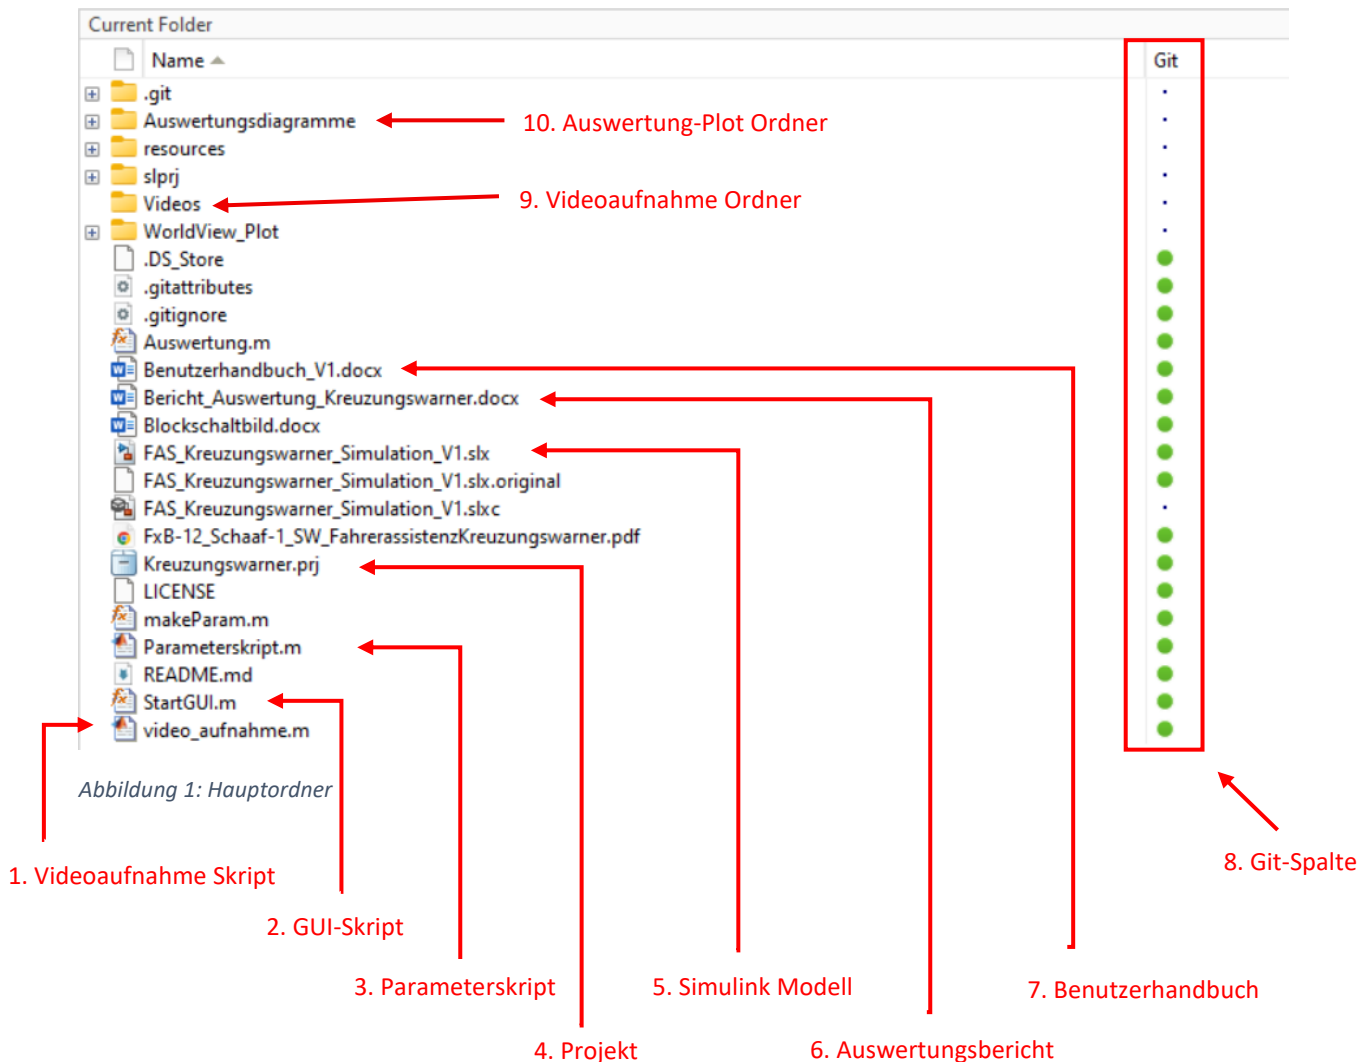 Current Folder
Name Git
.git
Auswertungsdiagramme 10. Auswertung-Plot Ordner
resources
slprj
Videos 9. Videoaufnahme Ordner
WorldView_Plot
.DS_Store
.gitattributes
.gitignore
Auswertung.m
Benutzerhandbuch_V1.docx
Bericht_Auswertung_Kreuzungswarner.docx
Blockschaltbild.docx
FAS_Kreuzungswarner_Simulation_V1.slx
FAS_Kreuzungswarner_Simulation_V1.slx.original
FAS_Kreuzungswarner_Simulation_V1.slxc
FxB-12_Schaaf-1_SW_FahrerassistenzKreuzungswarner.pdf
Kreuzungswarner.prj
LICENSE
makeParam.m
Parameterskript.m
README.md
StartGUI.m
video_aufnahme.m
Abbildung 1: Hauptordner
8. Git-Spalte
1. Videoaufnahme Skript
2. GUI-Skript
3. Parameterskript 5. Simulink Modell 7. Benutzerhandbuch
4. Projekt 6. Auswertungsbericht